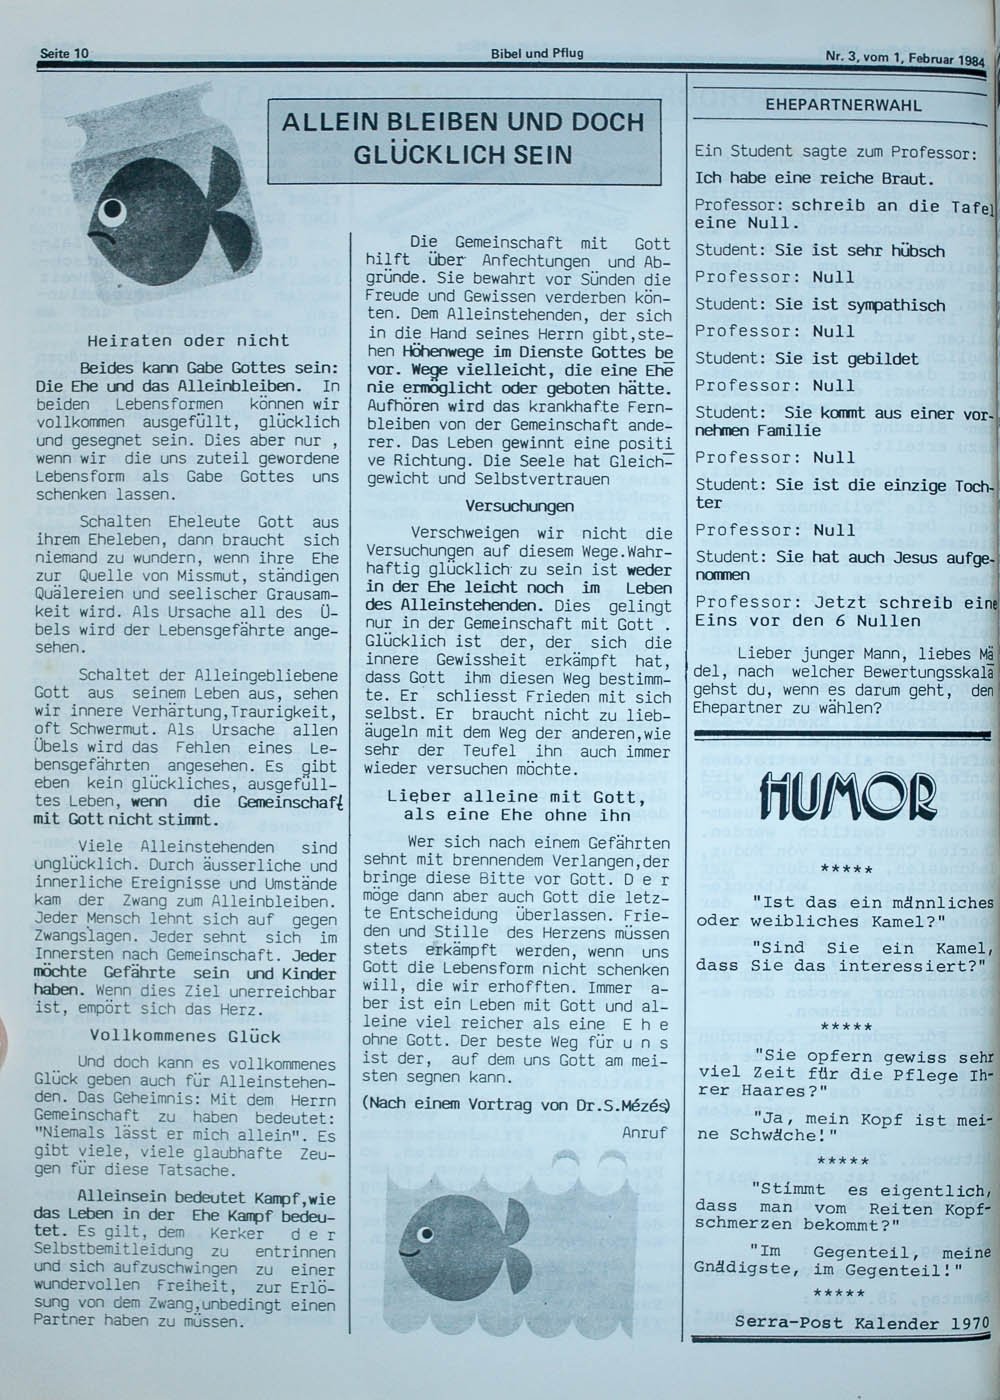 Seite 10
Bibel und Pflug
Nr. 3, vom 1, Februar 1984
ALLEIN BLEIBEN UND DOCH
GLÜCKLICH SEIN
Heiraten oder nicht
Beides kann Gabe Gottes sein:
Die Ehe und das Alleinbleiben. In
beiden Lebensformen können wir
vollkommen ausgefüllt, glücklich
und gesegnet sein. Dies aber nur ,
wenn wir die uns zuteil gewordene
Lebensform als Gabe Gottes uns
schenken lassen.
Schalten Eheleute Gott aus
ihrem Eheleben, dann braucht sich
niemand zu wundern, wenn ihre Ehe
zur Quelle von Missmut, ständigen
Quälereien und seelischer Grausam-
keit wird. Als Ursache all des Ü-
bels wird der Lebensgefährte ange-
sehen.
Schaltet der Alleingebliebene
Gott aus seinem Leben aus, sehen
wir innere Verhärtung,Traurigkeit,
oft Schwermut. Als Ursache allen
Übels wird das Fehlen eines Le-
bensgefährten angesehen. Es gibt
eben kein glückliches, ausgefüll-
tes Leben, wenn die Gemeinschaft
mit Gott nicht stimmt.
Viele Alleinstehenden sind
unglücklich. Durch äusserliche und
innerliche Ereignisse und Umstände
kam der Zwang zum Alleinbleiben.
Jeder Mensch lehnt sich auf gegen
Zwangslagen. Jeder sehnt sich im
Innersten nach Gemeinschaft. Jeder
möchte Gefährte sein und Kinder
haben. Wenn dies Ziel unerreichbar
ist, empört sich das Herz.
Vollkommenes Glück
Und doch kann es vollkommenes
Glück geben auch für Alleinstehen-
den. Das Geheimnis: Mit dem Herrn
Gemeinschaft zu haben bedeutet:
"Niemals lässt er mich allein". Es
gibt viele, viele glaubhafte Zeu-
gen für diese Tatsache.
Alleinsein bedeutet Kampf,wie
das Leben in der Ehe Kampf bedeu-
tet. Es gilt, dem Kerker d e r
Selbstbemitleidung zu entrinnen
und sich aufzuschwingen zu einer
wundervollen Freiheit, zur Erlö-
sung von dem Zwang,unbedingt einen
Partner haben zu müssen.
Die Gemeinschaft mit Gott
hilft über Anfechtungen und Ab-
gründe. Sie bewahrt vor Sünden die
Freude und Gewissen verderben kön-
ten. Dem Alleinstehenden, der sich
in die Hand seines Herrn gibt,ste-
hen Höhenwege im Dienste Gottes be
vor. Wege vielleicht, die eine Ehe
nie ermöglicht oder geboten hätte.
Aufhören wird das krankhafte Fern-
bleiben von der Gemeinschaft ande-
rer. Das Leben gewinnt eine positi
ve Richtung. Die Seele hat Gleich-
gewicht und Selbstvertrauen
Versuchungen
Verschweigen wir nicht die
Versuchungen auf diesem Wege.Wahr-
haftig glücklich zu sein ist weder
in der Ehe leicht noch im Leben
des Alleinstehenden. Dies gelingt
nur in der Gemeinschaft mit Gott .
Glücklich ist der, der sich die
innere Gewissheit erkämpft hat,
dass Gott ihm diesen Weg bestimm-
te. Er schliesst Frieden mit sich
selbst. Er braucht nicht zu lieb-
äugeln mit dem Weg der anderen,wie
sehr der Teufel ihn auch immer
wieder versuchen möchte.
Lieber alleine mit Gott,
als eine Ehe ohne ihn
Wer sich nach einem Gefährten
sehnt mit brennendem Verlangen,der
bringe diese Bitte vor Gott. D e r
möge dann aber auch Gott die letz-
te Entscheidung überlassen. Frie-
den und Stille des Herzens müssen
stets erkämpft werden, wenn uns
Gott die Lebensform nicht schenken
will, die wir erhofften. Immer a-
ber ist ein Leben mit Gott und al-
leine viel reicher als eine E h e
ohne Gott. Der beste Weg für u n s
ist der, auf dem uns Gott am mei-
sten segnen kann.
(Nach einem Vortrag von Dr.S.Mézés)
Anruf
EHEPARTNERWAHL
Ein Student sagte zum Professor:
Ich habe eine reiche Braut.
Professor: schreib an die Tafel
eine Null.
Student: Sie ist sehr hübsch
Professor: Null
Student: Sie ist sympathisch
Professor: Null
Student: Sie ist gebildet
Professor: Null
Student: Sie kommt aus einer vor-
nehmen Familie
Professor: Null
Student: Sie ist die einzige Toch-
ter
Professor: Null
Student: Sie hat auch Jesus aufge-
nommen
Professor: Jetzt schreib eine
Eins vor den 6 Nullen
Lieber junger Mann, liebes Mä
del, nach welcher Bewertungsskala
gehst du, wenn es darum geht, den
Ehepartner zu wählen?
HUMOR
*****
"Ist das ein männliches
oder weibliches Kamel?"
"Sind Sie ein Kamel,
dass Sie das interessiert?"
*****
"Sie opfern gewiss sehr
viel Zeit für die Pflege Ih-
rer Haares?"
"Ja, mein Kopf ist mei-
ne Schwäche!"
*****
"Stimmt es eigentlich,
dass man vom Reiten Kopf-
schmerzen bekommt?"
"Im Gegenteil, meine
Gnädigste, im Gegenteil!"
*****
Serra-Post Kalender 1970